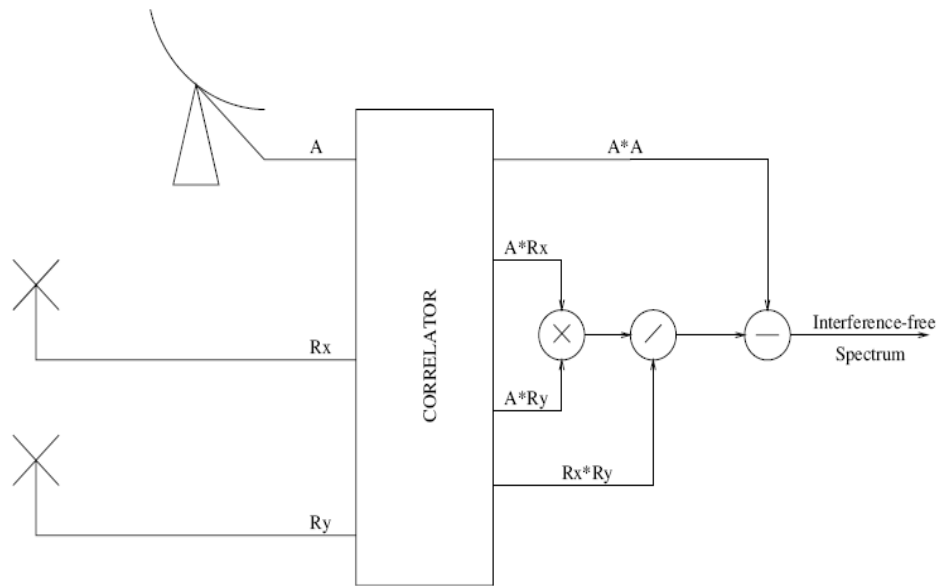 A
A*A
A*Rx
CORRELATOR
Interference-free
Spectrum
Rx
A*Ry
Rx*Ry
Ry